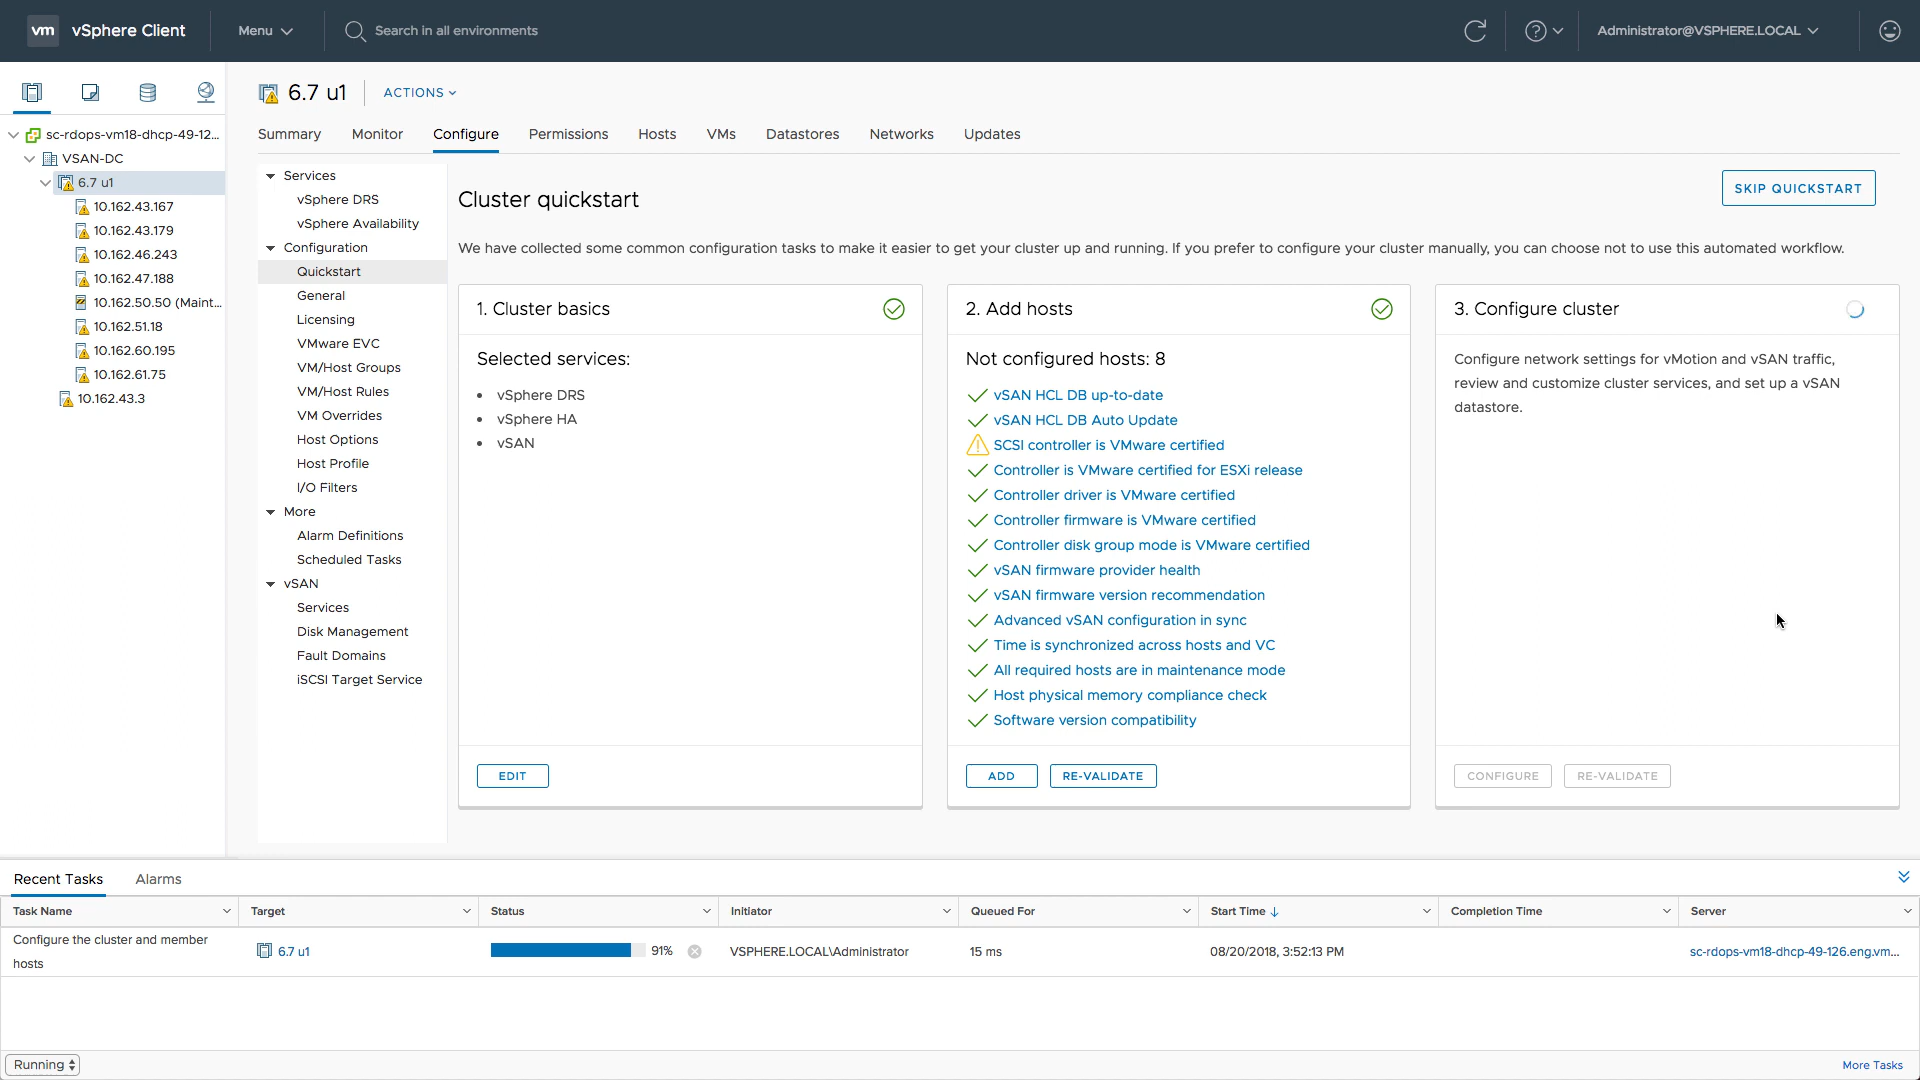 vm vSphere Client Menu Search in all environments Administrator@VSPHERE.LOCAL
sc-rdops-vm18-dhcp-49-12...
VSAN-DC
6.7 u1
10.162.43.167
10.162.43.179
10.162.46.243
10.162.47.188
10.162.50.50 (Maint...
10.162.51.18
10.162.60.195
10.162.61.75
10.162.43.3
6.7 u1 ACTIONS
Summary Monitor Configure Permissions Hosts VMs Datastores Networks Updates
Services
vSphere DRS
vSphere Availability
Configuration
Quickstart
General
Licensing
VMware EVC
VM/Host Groups
VM/Host Rules
VM Overrides
Host Options
Host Profile
I/O Filters
More
Alarm Definitions
Scheduled Tasks
vSAN
Services
Disk Management
Fault Domains
iSCSI Target Service
Cluster quickstart
SKIP QUICKSTART
We have collected some common configuration tasks to make it easier to get your cluster up and running. If you prefer to configure your cluster manually, you can choose not to use this automated workflow.
1. Cluster basics
Selected services:
• vSphere DRS
• vSphere HA
• vSAN
EDIT
2. Add hosts
Not configured hosts: 8
vSAN HCL DB up-to-date
vSAN HCL DB Auto Update
SCSI controller is VMware certified
Controller is VMware certified for ESXi release
Controller driver is VMware certified
Controller firmware is VMware certified
Controller disk group mode is VMware certified
vSAN firmware provider health
vSAN firmware version recommendation
Advanced vSAN configuration in sync
Time is synchronized across hosts and VC
All required hosts are in maintenance mode
Host physical memory compliance check
Software version compatibility
ADD RE-VALIDATE
3. Configure cluster
Configure network settings for vMotion and vSAN traffic,
review and customize cluster services, and set up a vSAN
datastore.
CONFIGURE RE-VALIDATE
Recent Tasks Alarms
Task Name Target Status Initiator Queued For Start Time Completion Time Server
Configure the cluster and member
hosts
6.7 u1 91% VSPHERE.LOCAL\Administrator 15 ms 08/20/2018, 3:52:13 PM sc-rdops-vm18-dhcp-49-126.eng.vm...
Running More Tasks